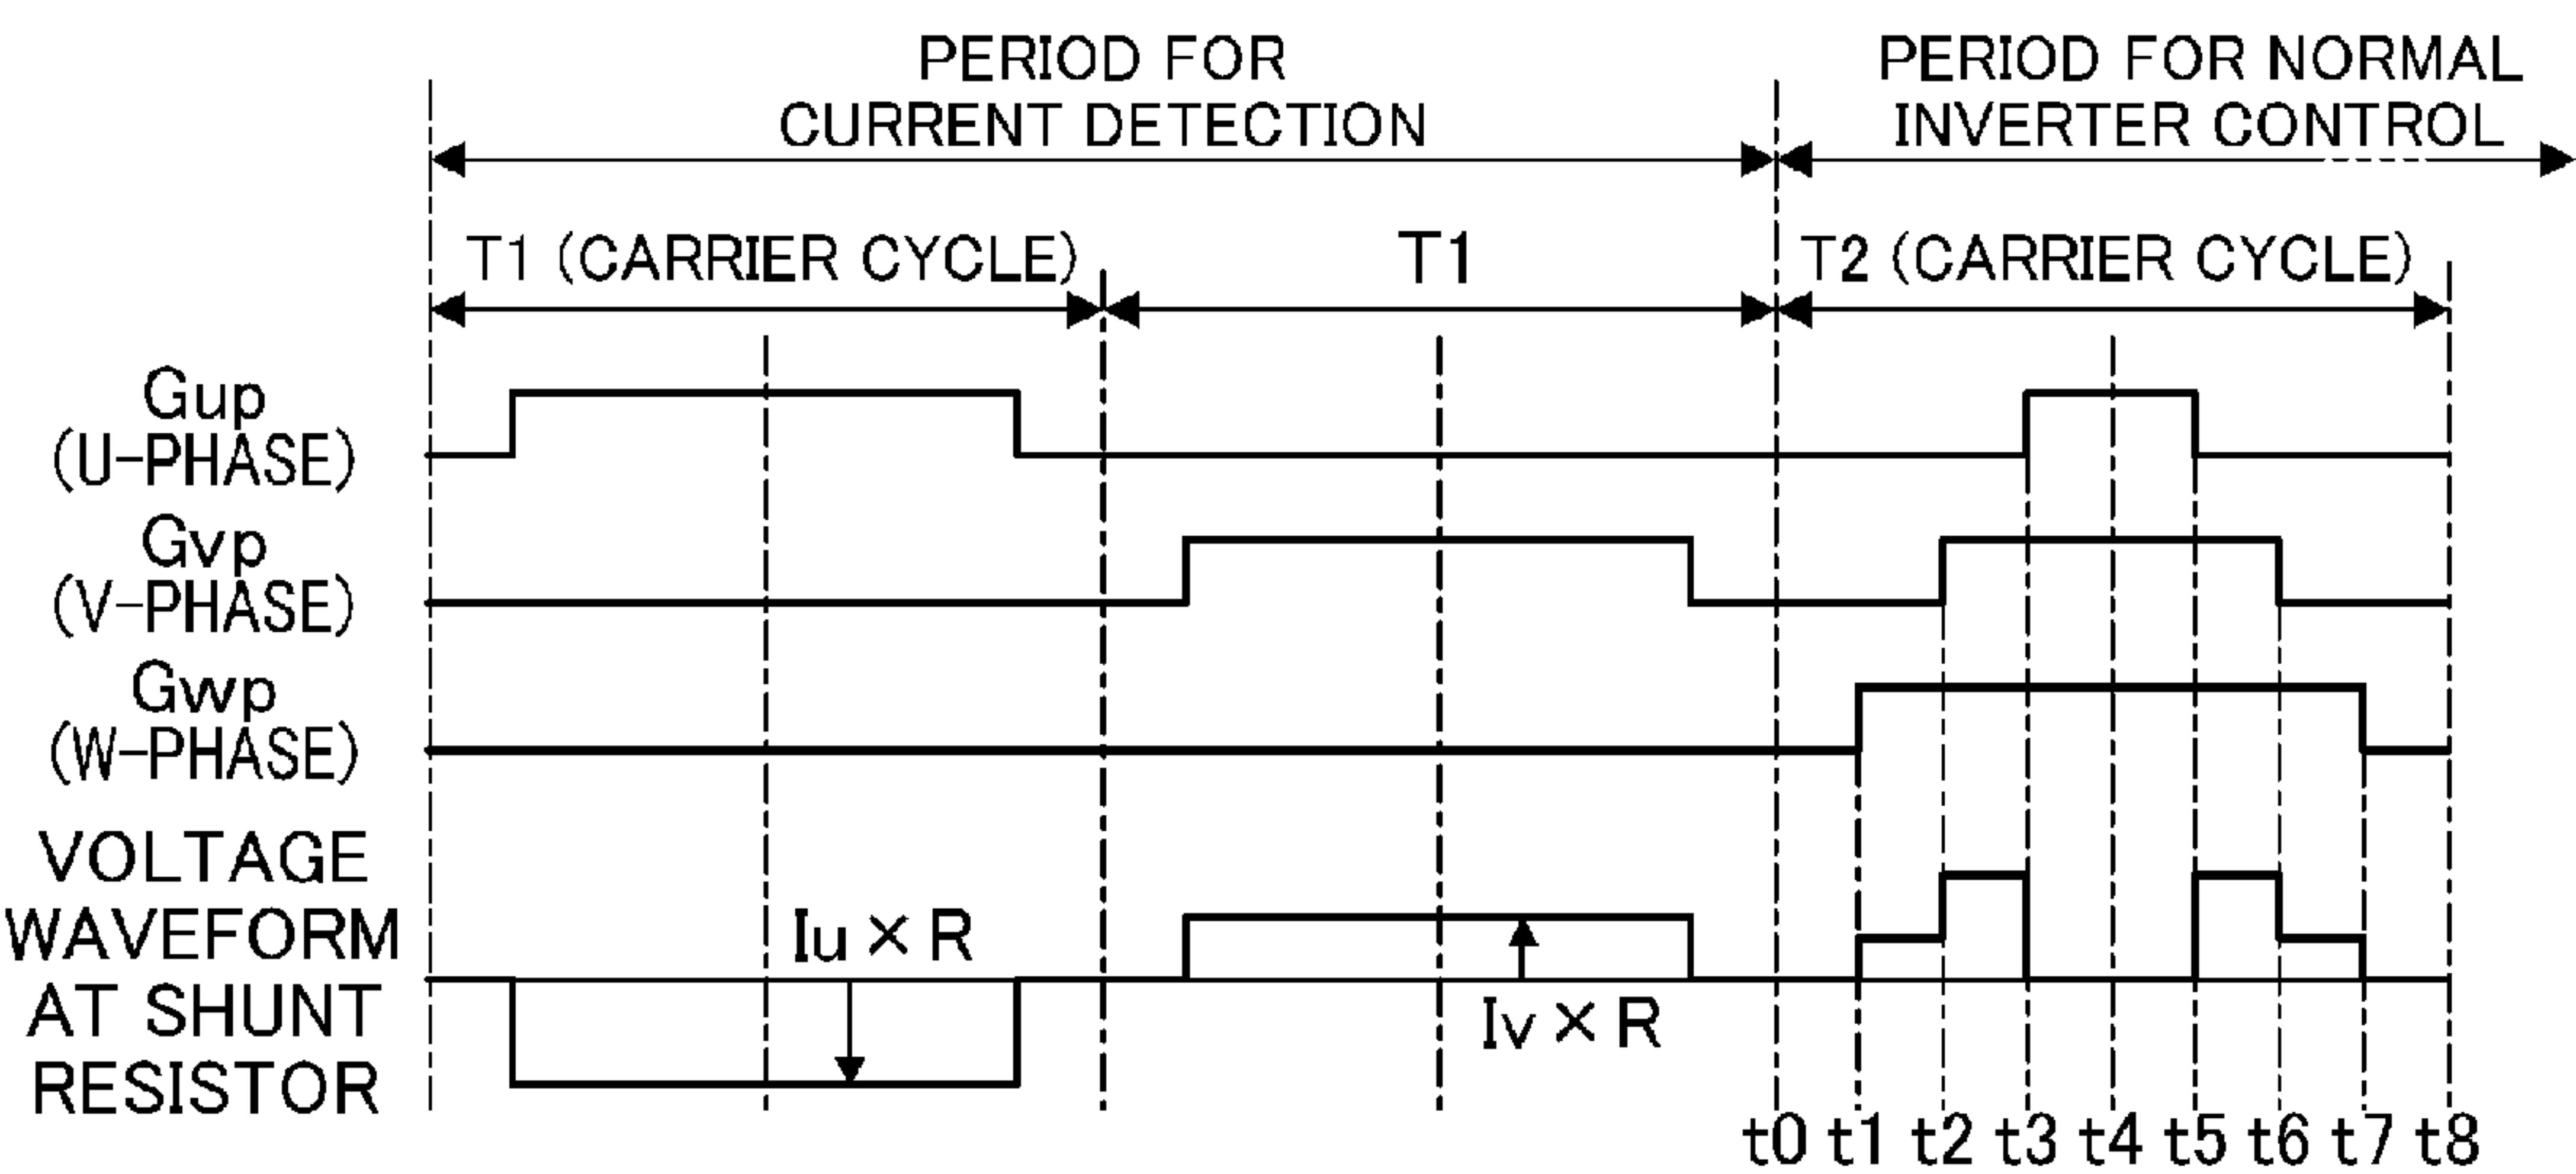 PERIOD FOR
CURRENT DETECTION
PERIOD FOR NORMAL
INVERTER CONTROL
T1 (CARRIER CYCLE)
T1
T2 (CARRIER CYCLE)
Gup
(U-PHASE)
Gvp
(V-PHASE)
Gwp
(W-PHASE)
VOLTAGE
WAVEFORM
AT SHUNT
RESISTOR
Iu × R
Iv × R
t0 t1 t2 t3 t4 t5 t6 t7 t8